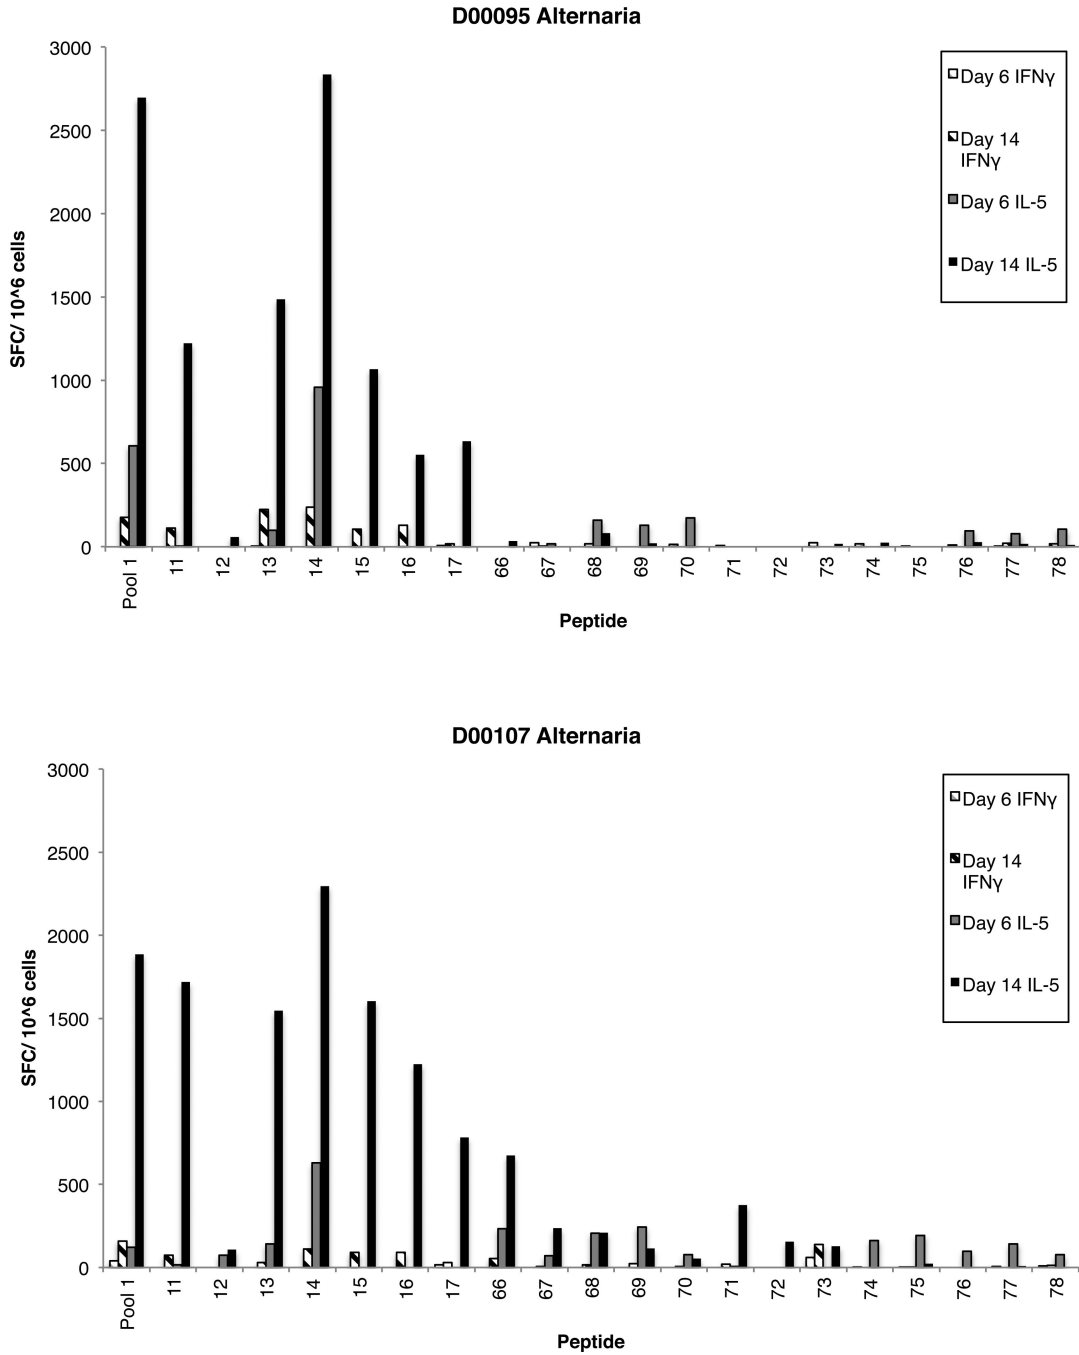 D00095 Alternaria
3000
2500
2000
1500
1000
500
0
SFC/ 10^6 cells
Day 6 IFNγ
Day 14
IFNγ
Day 6 IL-5
Day 14 IL-5
Pool 1 11 12 13 14 15 16 17 66 67 68 69 70 71 72 73 74 75 76 77 78
Peptide
D00107 Alternaria
3000
2500
2000
1500
1000
500
0
SFC/ 10^6 cells
Day 6 IFNγ
Day 14
IFNγ
Day 6 IL-5
Day 14 IL-5
Pool 1 11 12 13 14 15 16 17 66 67 68 69 70 71 72 73 74 75 76 77 78
Peptide